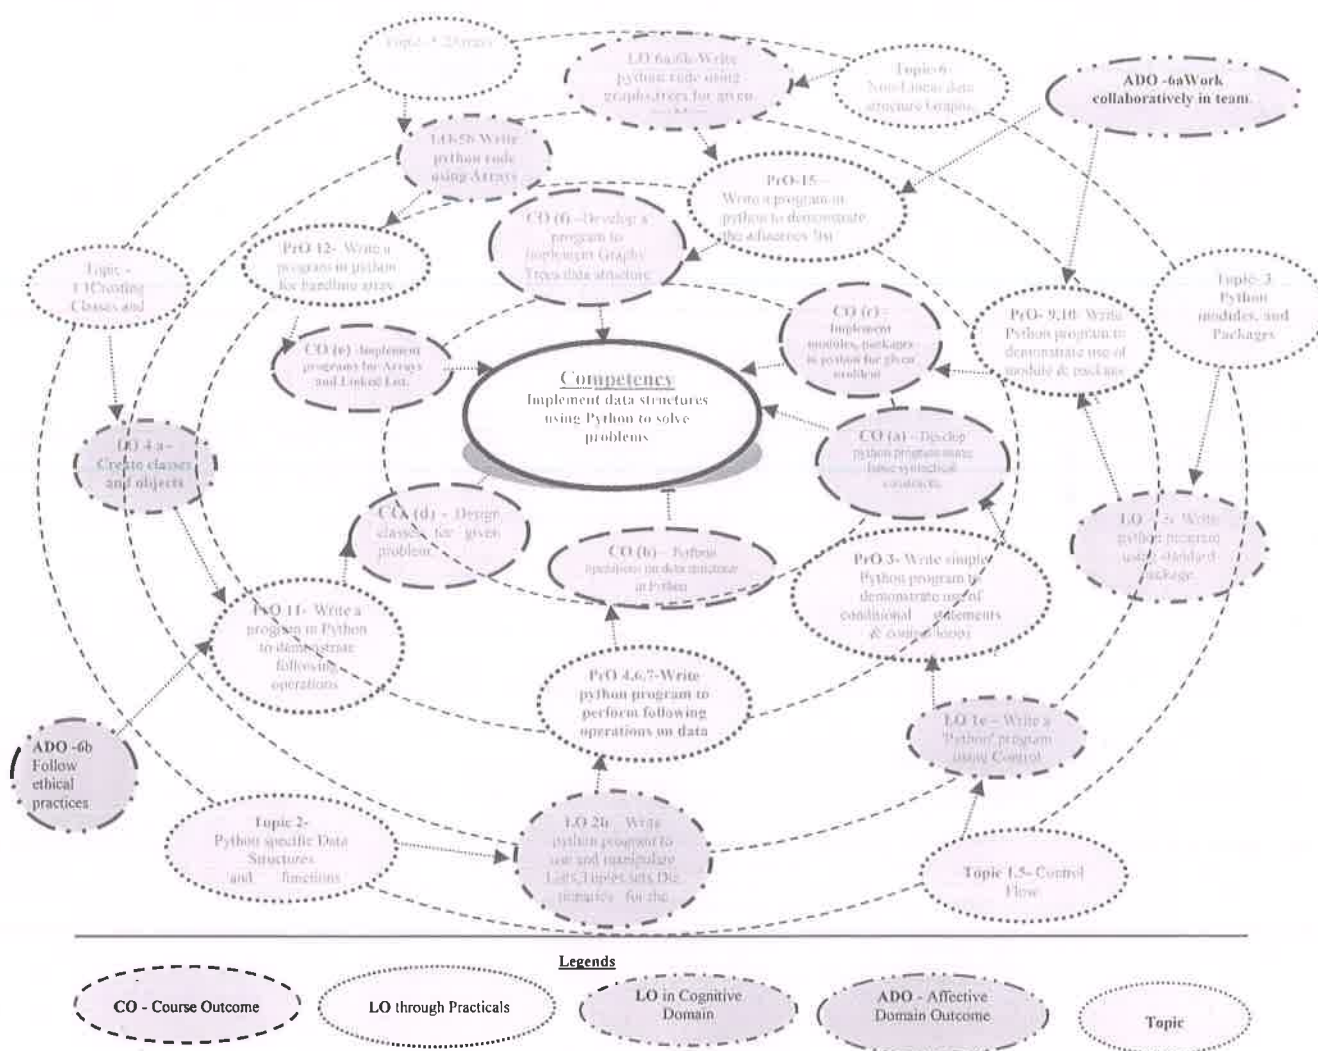 LO 6a/6b-Write
python code using
graphs,trees for given
Topic-6-
Non-Linear data
structure Graphs,
ADO -6aWork
collaboratively in team.
LO-5b-Write
python code
using Arrays
PrO-15 –
Write a program in
python to demonstrate
the
CO (f) –Develop a
program to
Implement Graphy
Trees data structure
PrO 12- Write a
program in python
for handling array
Topic -
Creating
Classes and
Topic- 3
Python
modules, and
Packages
PrO- 9,10- Write
Python program to
demonstrate use of
module & package
CO (c) –
Implement
modules, packages
in python for given
problem
CO (e) -Implement
programs for Arrays
and Linked List.
Competency
Implement data structures
using Python to solve
problems
CO (a) – Develop
python program using
basic syntactical
constructs
LO 4 a –
Create classes
and objects
CO (d) - Design
classes for given
problem.
CO (b) – Python
operations on data structure
in Python
Write
python program
using standard
package.
PrO 3- Write simple
Python program to
demonstrate use of
conditional statements
& control loops
PrO 11- Write a
program in Python
to demonstrate
following
operations
PrO 4,6,7-Write
python program to
perform following
operations on data
LO 1e – Write a
'Python' program
using Control
ADO -6b
Follow
ethical
practices
Topic 2-
Python specific Data
Structures
and functions
LO 2b – Write
python program to
use and manipulate
for the
Topic 1.5- Control
Flow
Legends
CO - Course Outcome
LO through Practicals
LO in Cognitive
Domain
ADO - Affective
Domain Outcome
Topic